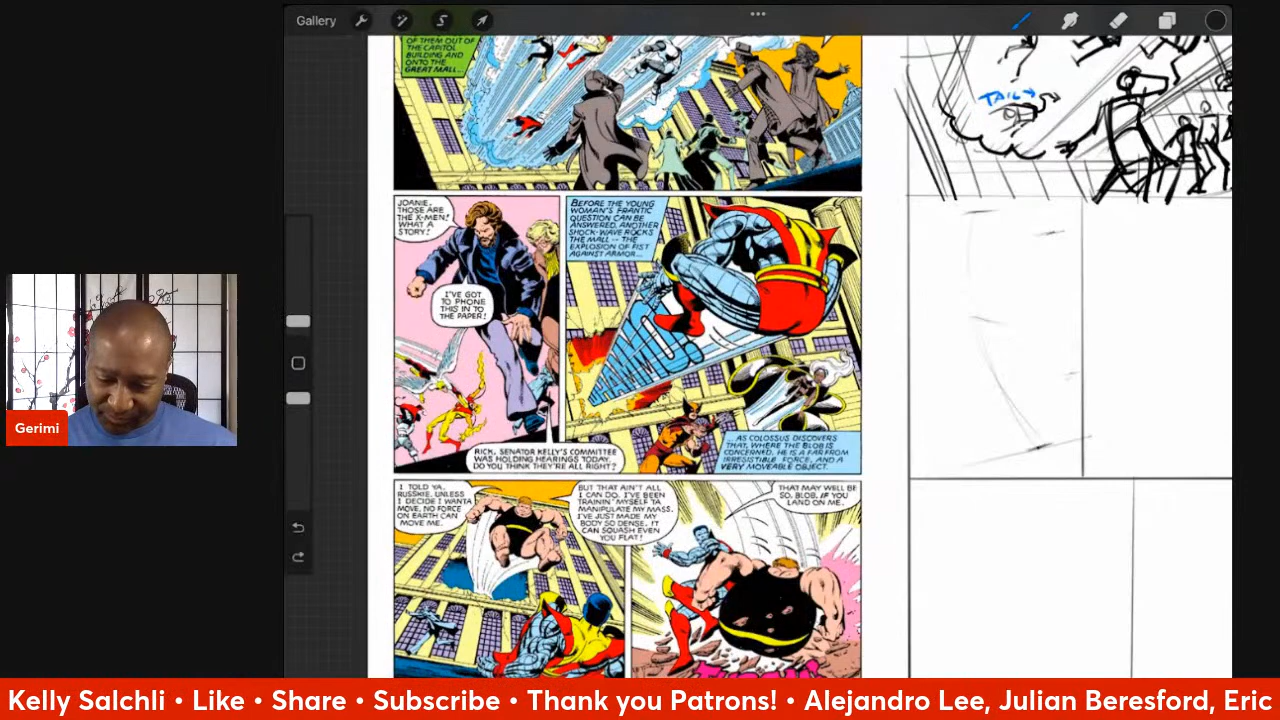 Gallery
OF THEM OUT OF
THE CAPITOL
BUILDING AND
ONTO THE
GREAT MALL...
TAIL
JOANIE,
THOSE ARE
THE X-MEN!
WHAT A
STORY!
I'VE GOT
TO PHONE
THIS IN TO
THE PAPER!
RICK, SENATOR KELLY'S COMMITTEE
WAS HOLDING HEARINGS TODAY.
DO YOU THINK THEY'RE ALL RIGHT?
BEFORE THE YOUNG
WOMAN'S FRANTIC
QUESTION CAN BE
ANSWERED, ANOTHER
SHOCK-WAVE ROCKS
THE MALL -- THE
EXPLOSION OF FIST
AGAINST ARMOR...
...AS COLOSSUS DISCOVERS
THAT, WHERE THE BLOB IS
CONCERNED, HE IS A FAR FROM
IRRESISTIBLE FORCE, AND A
VERY MOVEABLE OBJECT.
I TOLD YA,
RUSSKIE, UNLESS
I DECIDE I WANTA
MOVE, NO FORCE
ON EARTH CAN
MOVE ME.
BUT THAT AIN'T ALL
I CAN DO. I'VE BEEN
TRAININ' MYSELF TA
MANIPULATE MY MASS.
I'VE JUST MADE MY
BODY SO DENSE, IT
CAN SQUASH EVEN
YOU FLAT!
THAT MAY WELL BE
SO, BLOB, IF YOU
LAND ON ME.
Gerimi
Kelly Salchli • Like • Share • Subscribe • Thank you Patrons! • Alejandro Lee, Julian Beresford, Eric